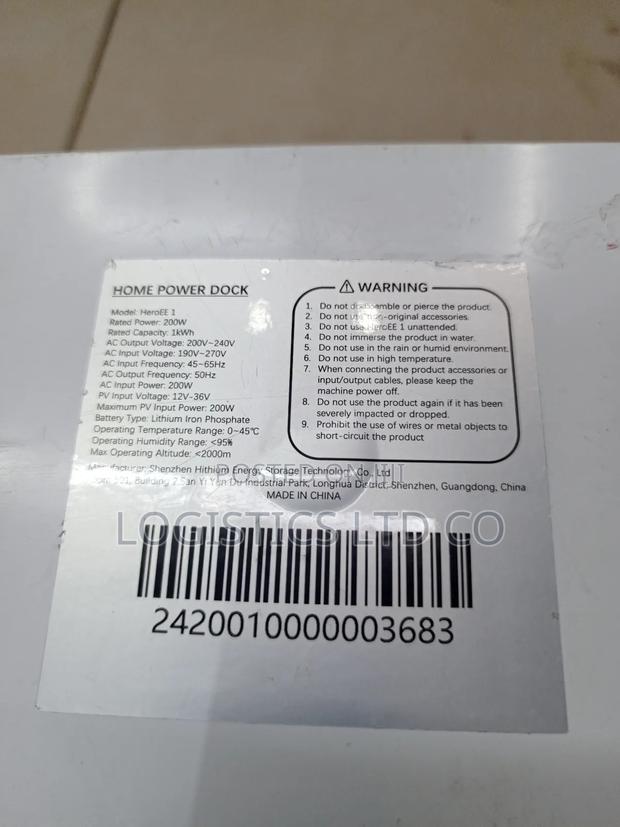 HOME POWER DOCK
Model: HeroEE 1
Rated Power: 200W
Rated Capacity: 1kWh
AC Output Voltage: 200V~240V
AC Input Voltage: 190V~270V
AC Input Frequency: 45~65Hz
AC Output Frequency: 50Hz
AC Input Power: 200W
PV Input Voltage: 12V-36V
Maximum PV Input Power: 200W
Battery Type: Lithium Iron Phosphate
Operating Temperature Range: 0~45℃
Operating Humidity Range: <95%
Max Operating Altitude: <2000m
⚠ WARNING
1. Do not disassemble or pierce the product.
2. Do not use non-original accessories.
3. Do not use HeroEE 1 unattended.
4. Do not immerse the product in water.
5. Do not use in the rain or humid environment.
6. Do not use in high temperature.
7. When connecting the product accessories or
input/output cables, please keep the
machine power off.
8. Do not use the product again if it has been
severely impacted or dropped.
9. Prohibit the use of wires or metal objects to
short-circuit the product
Manufacturer: Shenzhen Hithium Energy Storage Technology Co., Ltd
Building 7, San Yi Yun Du Industrial Park, Longhua District, Shenzhen, Guangdong, China
MADE IN CHINA
LOGISTICS LTD CO
2420010000003683